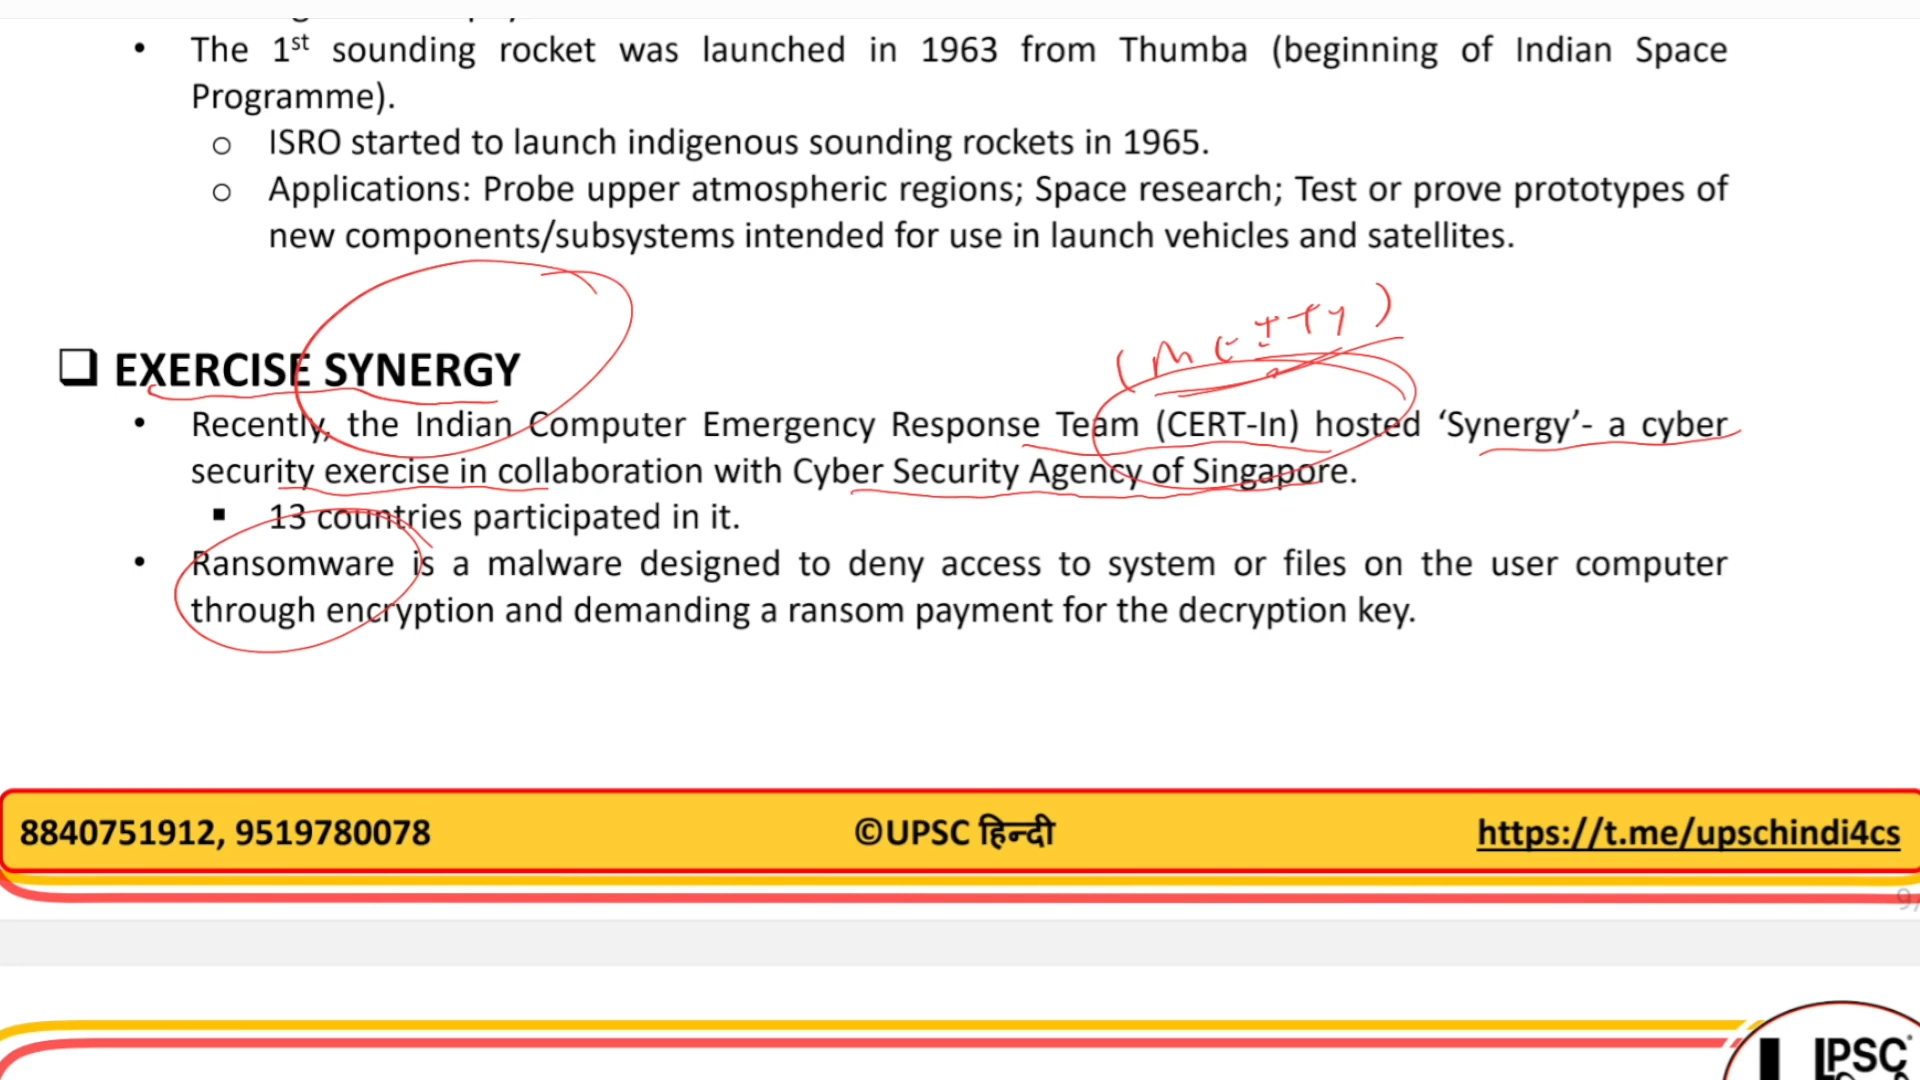 • The 1st sounding rocket was launched in 1963 from Thumba (beginning of Indian Space
Programme).
o ISRO started to launch indigenous sounding rockets in 1965.
o Applications: Probe upper atmospheric regions; Space research; Test or prove prototypes of
new components/subsystems intended for use in launch vehicles and satellites.
(MeITY)
❑ EXERCISE SYNERGY
• Recently, the Indian Computer Emergency Response Team (CERT-In) hosted ‘Synergy’- a cyber
security exercise in collaboration with Cyber Security Agency of Singapore.
▪ 13 countries participated in it.
• Ransomware is a malware designed to deny access to system or files on the user computer
through encryption and demanding a ransom payment for the decryption key.
8840751912, 9519780078 ©UPSC हिन्दी https://t.me/upschindi4cs
UPSC